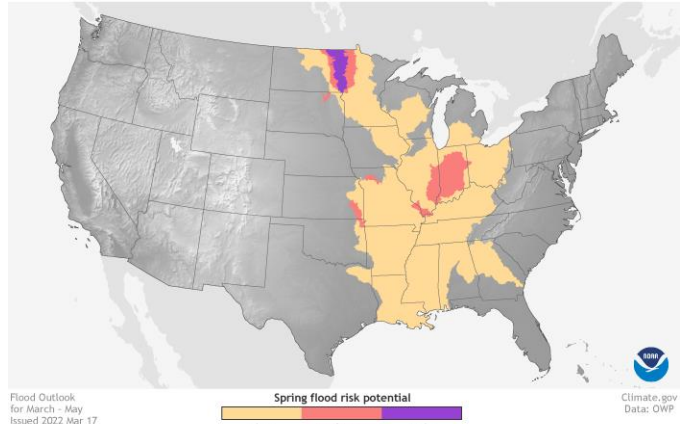 NOAA
Flood Outlook
for March - May
Issued 2022 Mar 17
Spring flood risk potential
Climate.gov
Data: OWP